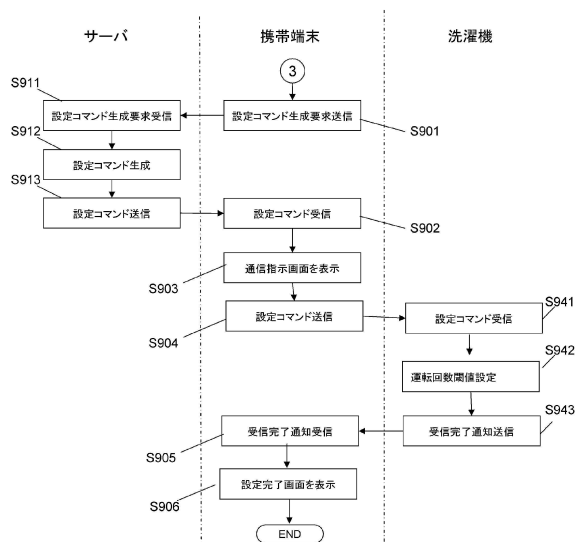 サーバ
携帯端末
洗濯機
3
S911
設定コマンド生成要求受信
設定コマンド生成要求送信
S901
S912
設定コマンド生成
S913
設定コマンド送信
設定コマンド受信
S902
通信指示画面を表示
S903
設定コマンド送信
S904
設定コマンド受信
S941
運転回数閾値設定
S942
受信完了通知受信
S905
受信完了通知送信
S943
設定完了画面を表示
S906
END